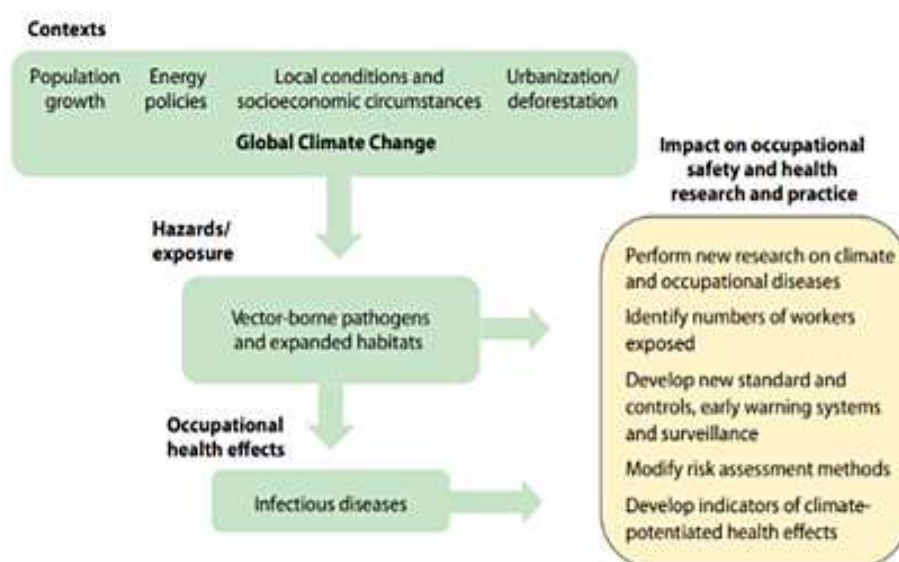 Contexts
Population growth
Energy policies
Local conditions and socioeconomic circumstances
Urbanization/ deforestation
Global Climate Change
Hazards/
exposure
Vector-borne pathogens
and expanded habitats
Occupational
health effects
Infectious diseases
Impact on occupational
safety and health
research and practice
Perform new research on climate
and occupational diseases
Identify numbers of workers
exposed
Develop new standard and
controls, early warning systems
and surveillance
Modify risk assessment methods
Develop indicators of climate-
potentiated health effects